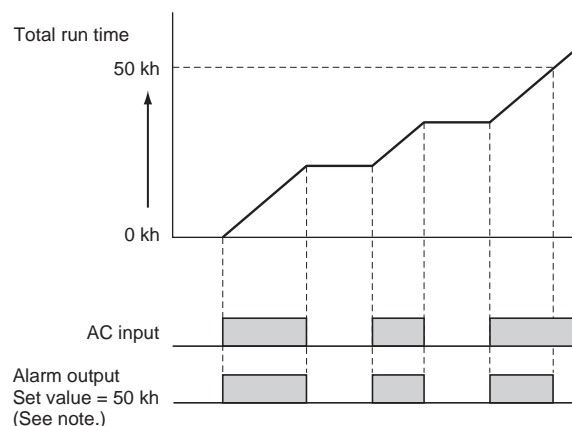 Total run time
50 kh
0 kh
AC input
Alarm output
Set value = 50 kh
(See note.)